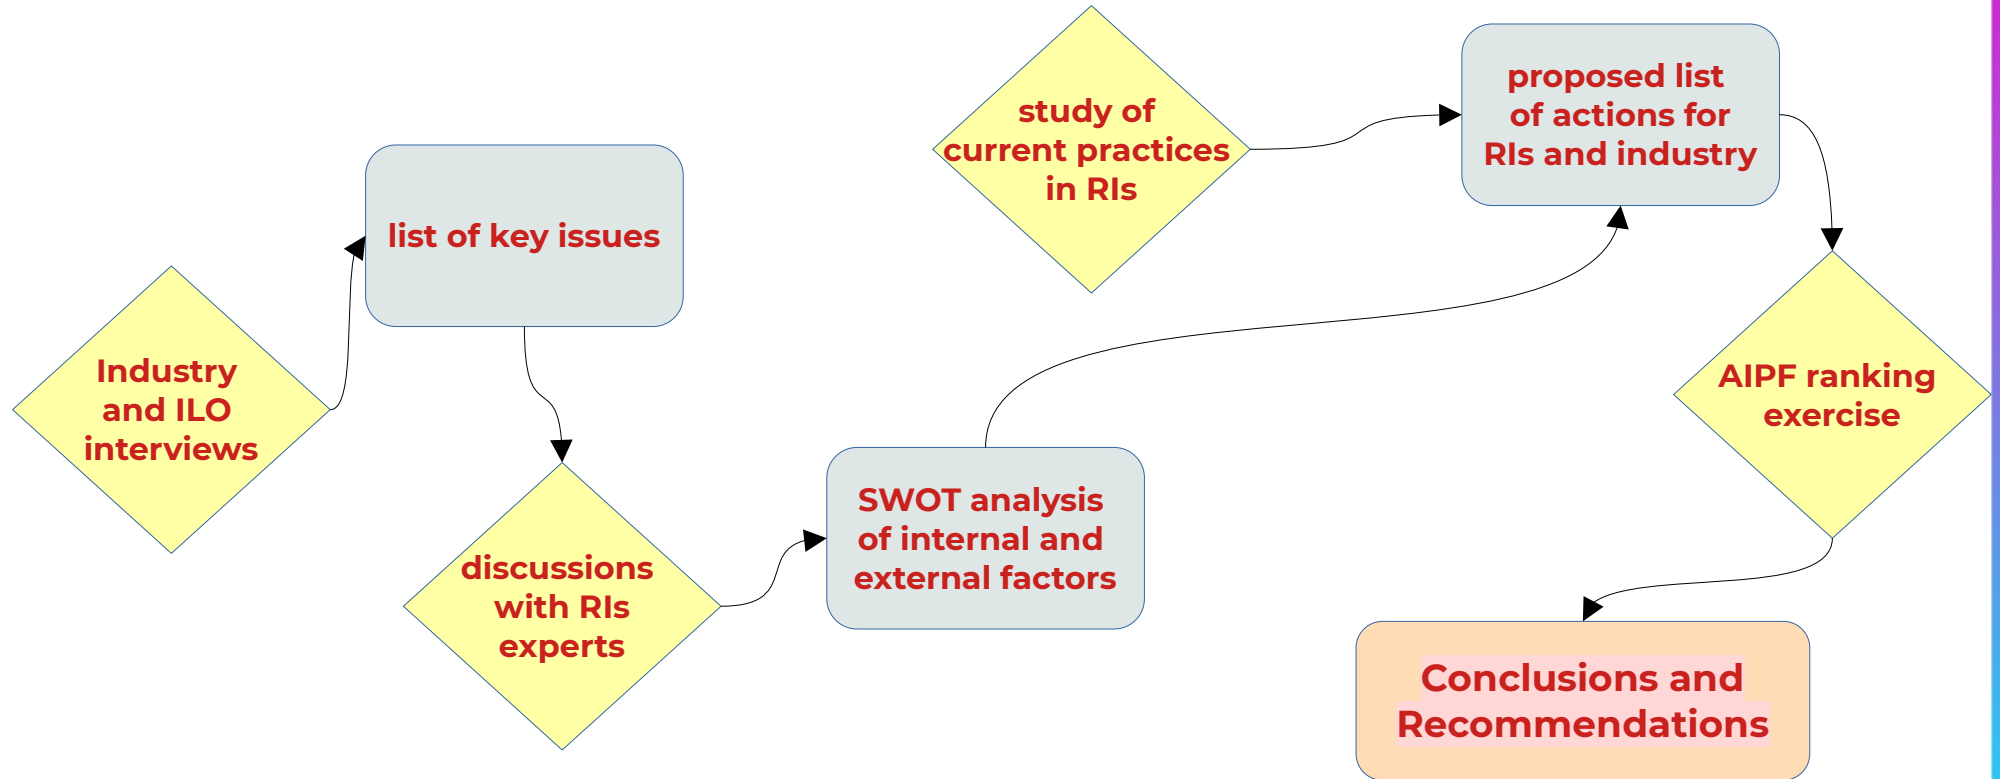 Industry
and ILO
interviews
list of key issues
discussions
with RIs
experts
SWOT analysis
of internal and
external factors
study of
current practices
in RIs
proposed list
of actions for
RIs and industry
AIPF ranking
exercise
Conclusions and
Recommendations